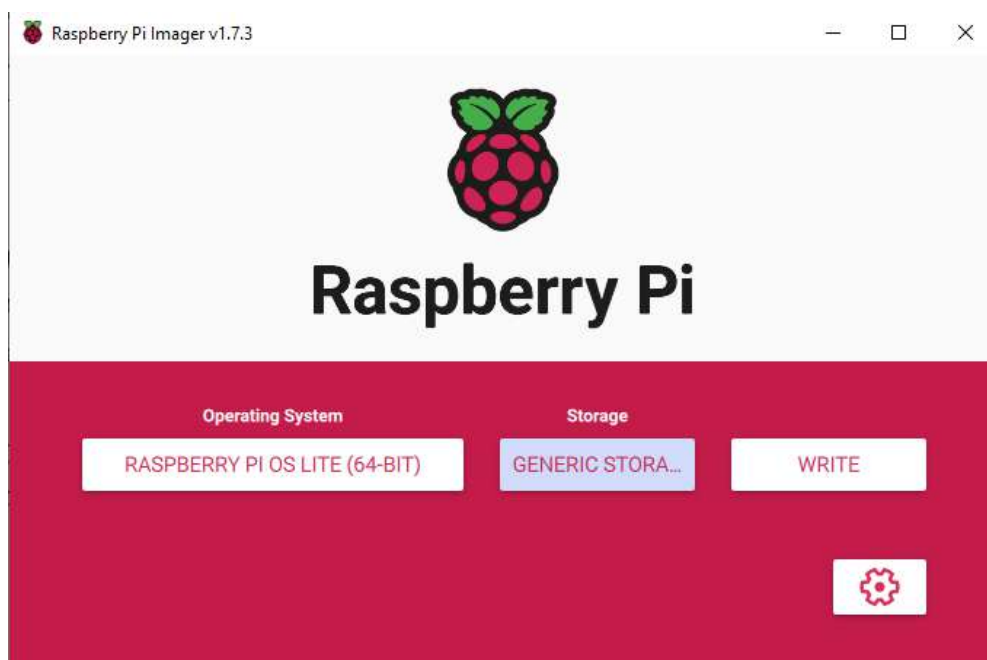 Raspberry Pi Imager v1.7.3
Raspberry Pi
Operating System
Storage
RASPBERRY PI OS LITE (64-BIT)
GENERIC STORA...
WRITE